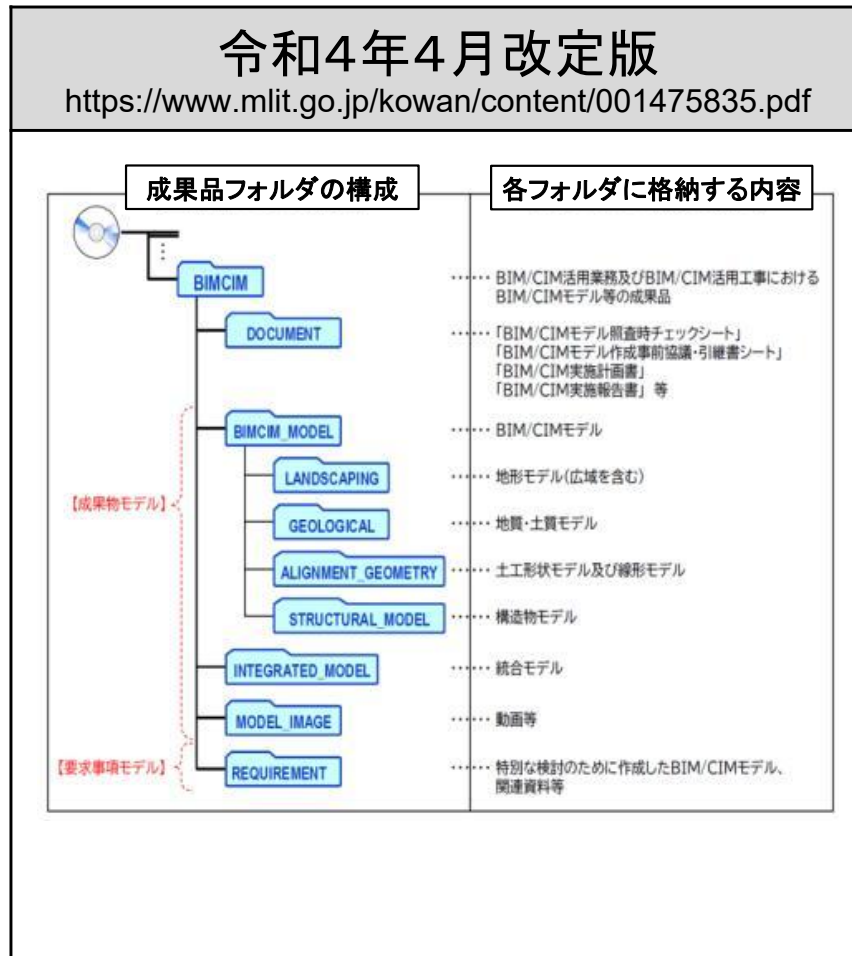 令和4年4月改定版
https://www.mlit.go.jp/kowan/content/001475835.pdf
成果品フォルダの構成
各フォルダに格納する内容
BIMCIM
…… BIM/CIM活用業務及びBIM/CIM活用工事における
BIM/CIMモデル等の成果品
DOCUMENT
……「BIM/CIMモデル照査時チェックシート」
「BIM/CIMモデル作成事前協議・引継書シート」
「BIM/CIM実施計画書」
「BIM/CIM実施報告書」等
【成果物モデル】
BIMCIM_MODEL
…… BIM/CIMモデル
LANDSCAPING
…… 地形モデル(広域を含む)
GEOLOGICAL
…… 地質・土質モデル
ALIGNMENT_GEOMETRY
…… 土工形状モデル及び線形モデル
STRUCTURAL_MODEL
…… 構造物モデル
INTEGRATED_MODEL
…… 統合モデル
MODEL_IMAGE
…… 動画等
【要求事項モデル】
REQUIREMENT
…… 特別な検討のために作成したBIM/CIMモデル、
関連資料等